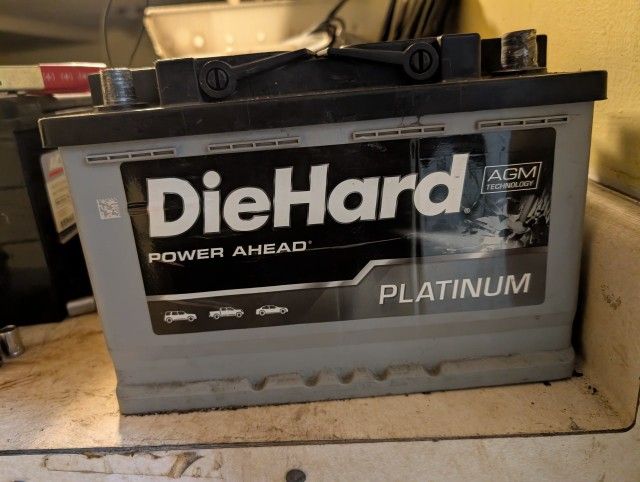 DieHard
AGM
TECHNOLOGY
POWER AHEAD®
PLATINUM